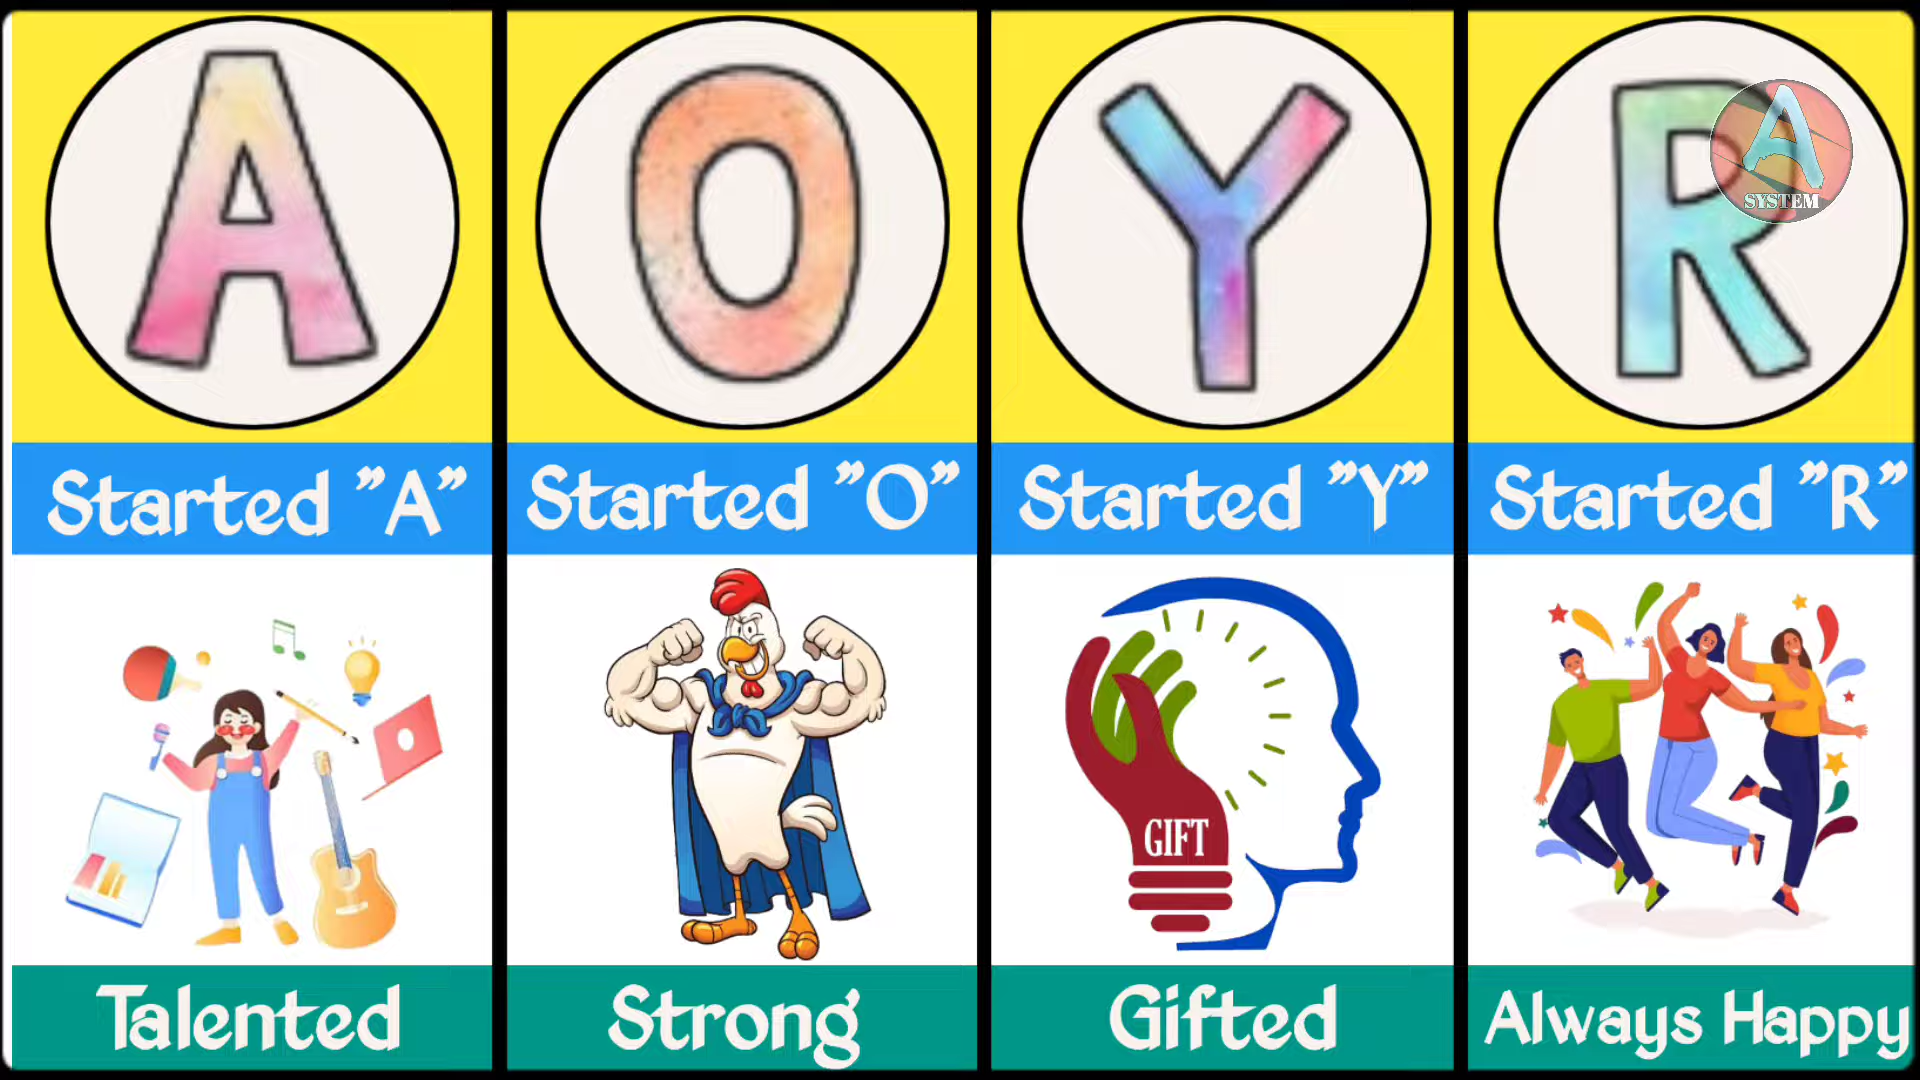 A
O
Y
R
A
SYSTEM
Started "A"
Started "O"
Started "Y"
Started "R"
GIFT
Talented
Strong
Gifted
Always Happy